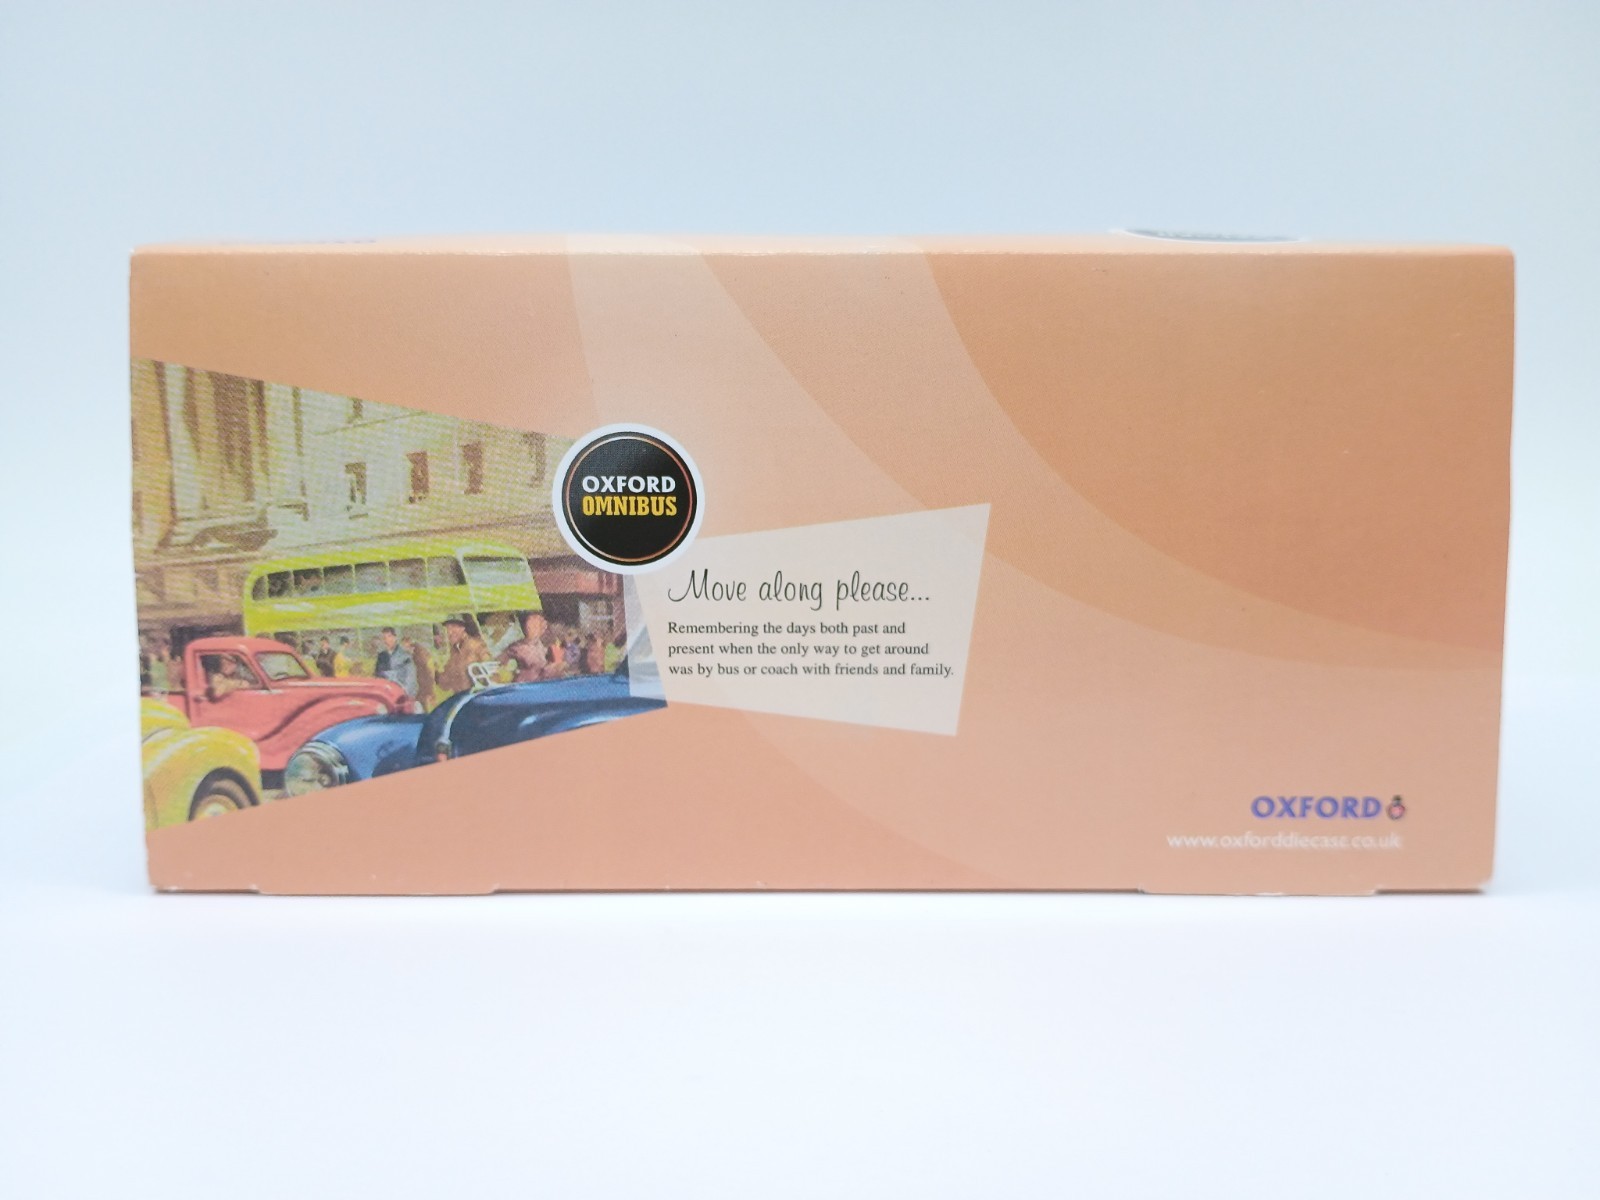 OXFORD
OMNIBUS
Move along please...
Remembering the days both past and
present when the only way to get around
was by bus or coach with friends and family.
OXFORD
www.oxforddiecast.co.uk